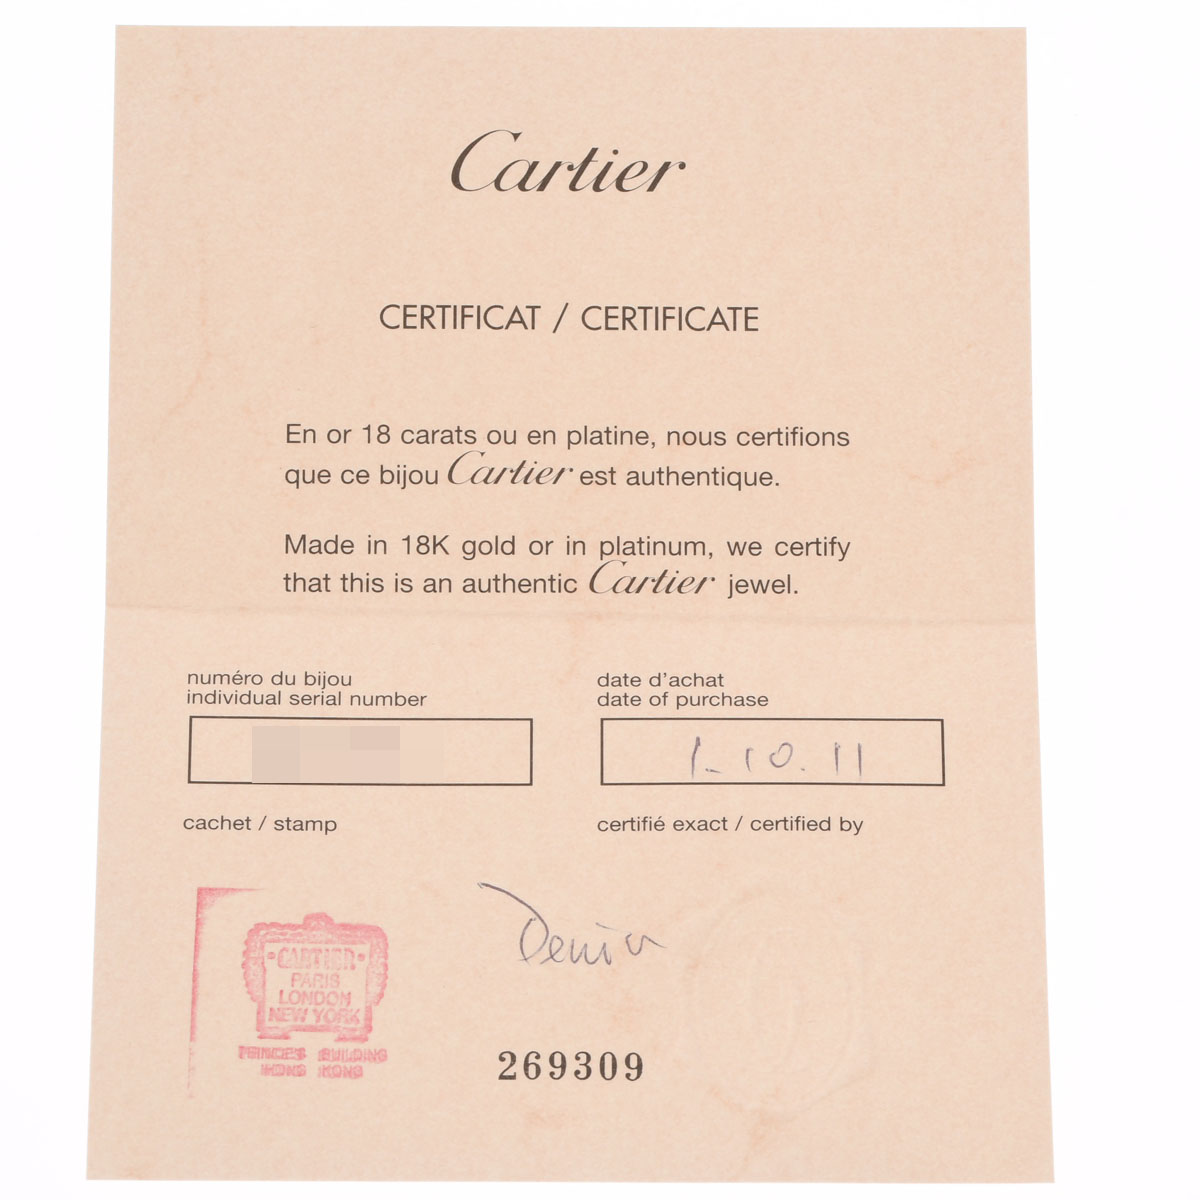 Cartier
CERTIFICAT / CERTIFICATE
En or 18 carats ou en platine, nous certifions
que ce bijou Cartier est authentique.
Made in 18K gold or in platinum, we certify
that this is an authentic Cartier jewel.
numéro du bijou
individual serial number
date d'achat
date of purchase
1-10.11
cachet / stamp
certifié exact / certified by
CARTIER
PARIS
LONDON
NEW YORK
PRINCES BUILDING
HONG KONG
269309